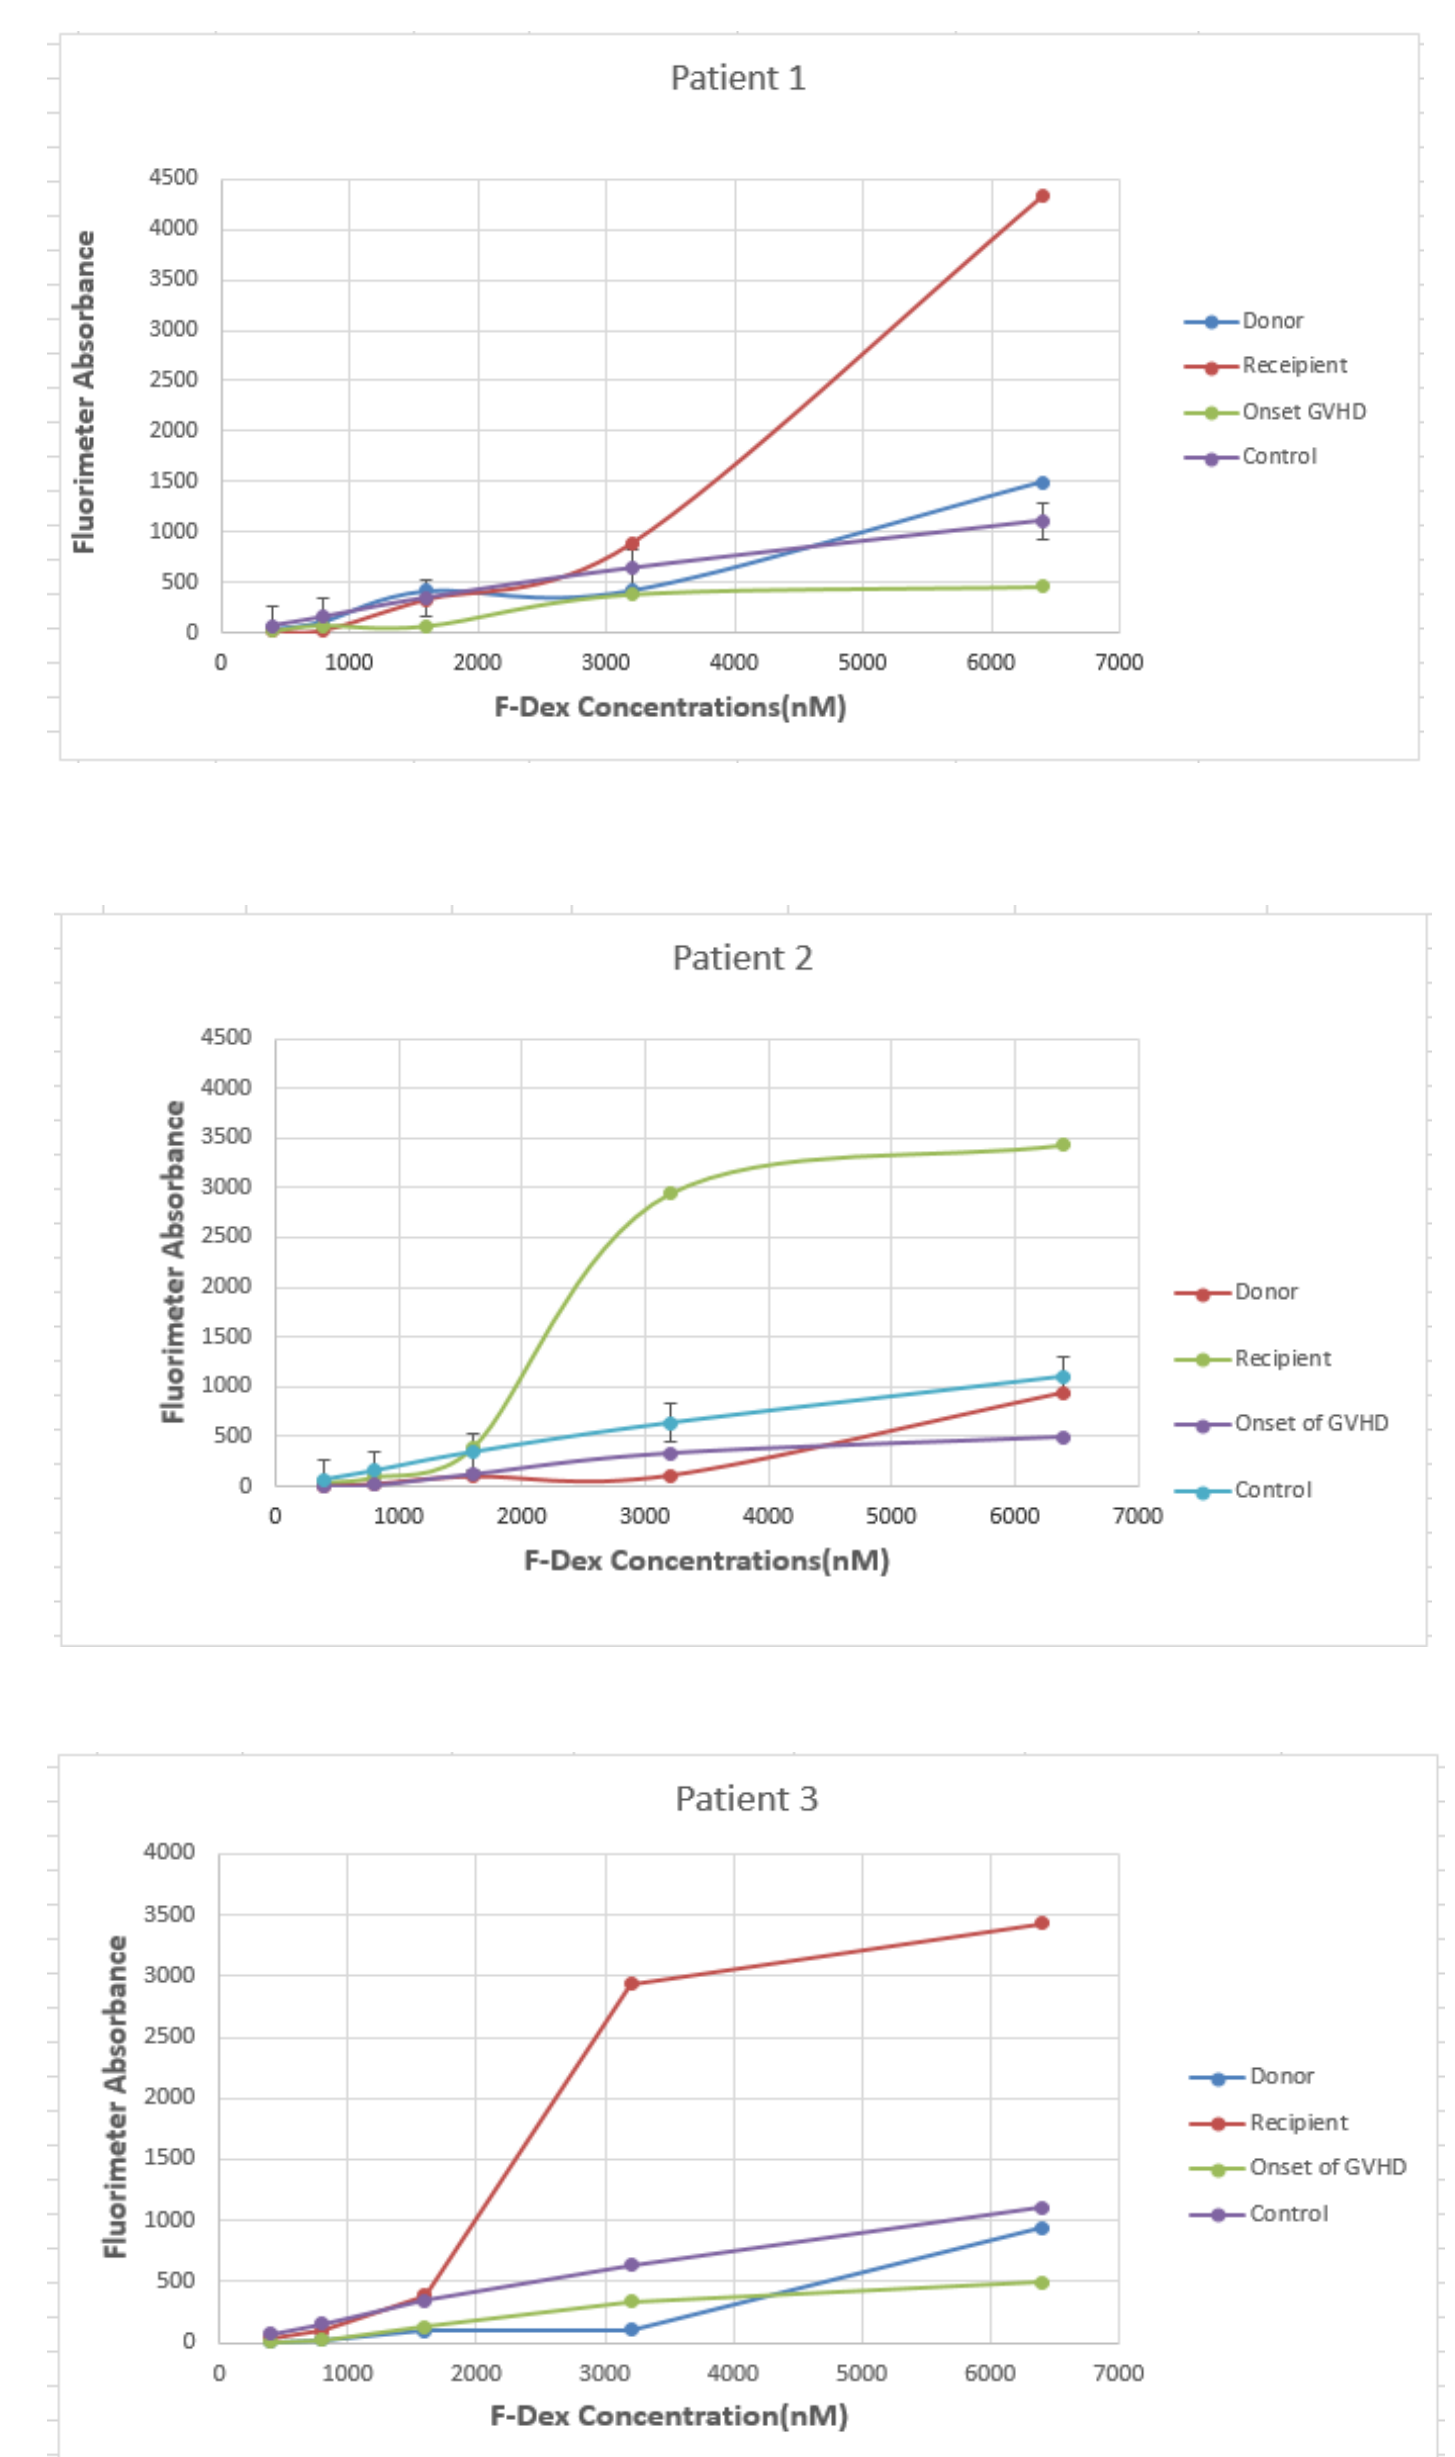 Patient 1
4500
4000
3500
3000
2500
2000
1500
1000
500
0
0 1000 2000 3000 4000 5000 6000 7000
Fluorimeter Absorbance
F-Dex Concentrations(nM)
Donor
Receipient
Onset GVHD
Control
Patient 2
4500
4000
3500
3000
2500
2000
1500
1000
500
0
0 1000 2000 3000 4000 5000 6000 7000
Fluorimeter Absorbance
F-Dex Concentrations(nM)
Donor
Recipient
Onset of GVHD
Control
Patient 3
4000
3500
3000
2500
2000
1500
1000
500
0
0 1000 2000 3000 4000 5000 6000 7000
Fluorimeter Absorbance
F-Dex Concentration(nM)
Donor
Recipient
Onset of GVHD
Control